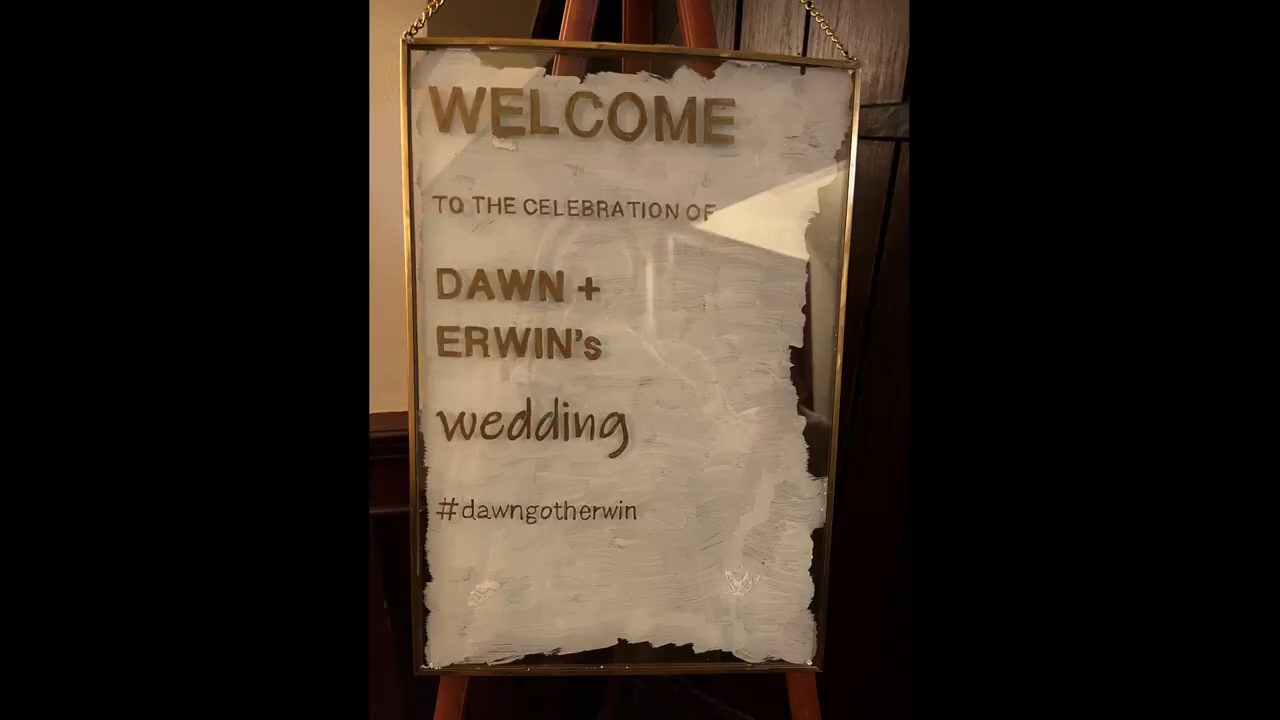 WELCOME
TO THE CELEBRATION OF
DAWN +
ERWIN's
wedding
#dawngotherwin